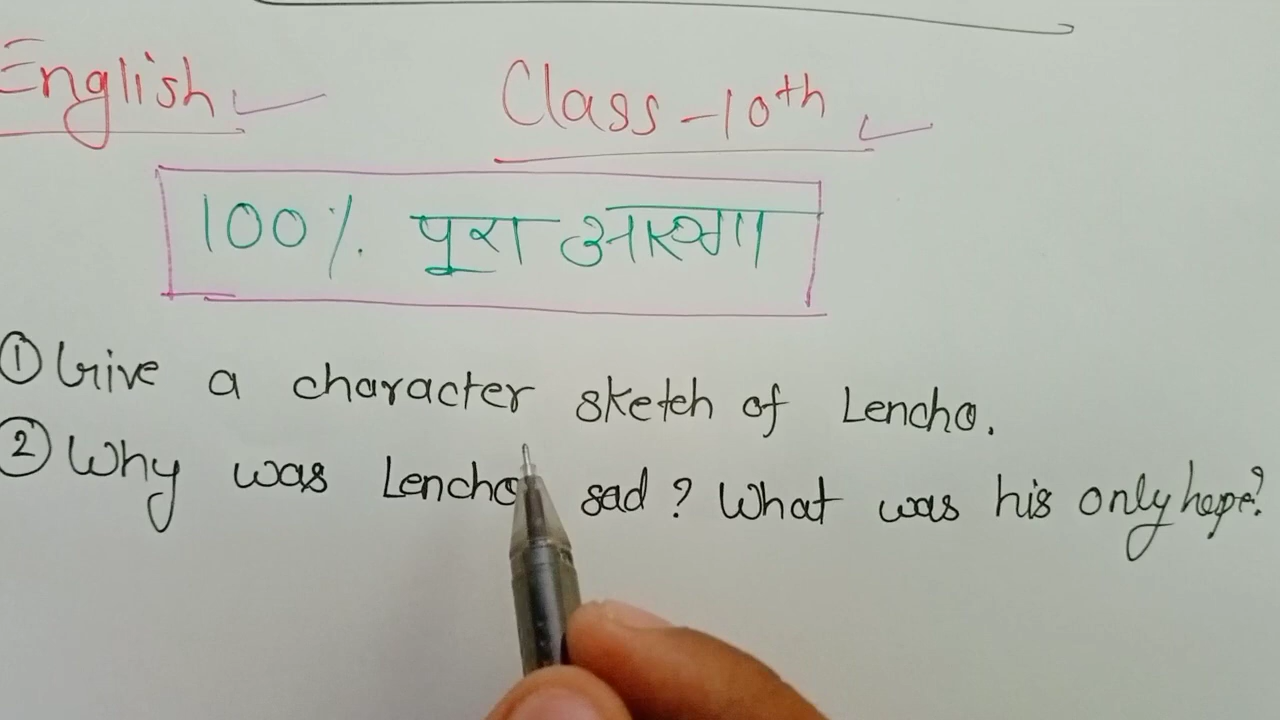 English
Class-10th
100% पूरा आएगा
① Give a character sketch of Lencho.
② Why was Lencho sad? What was his only hope?